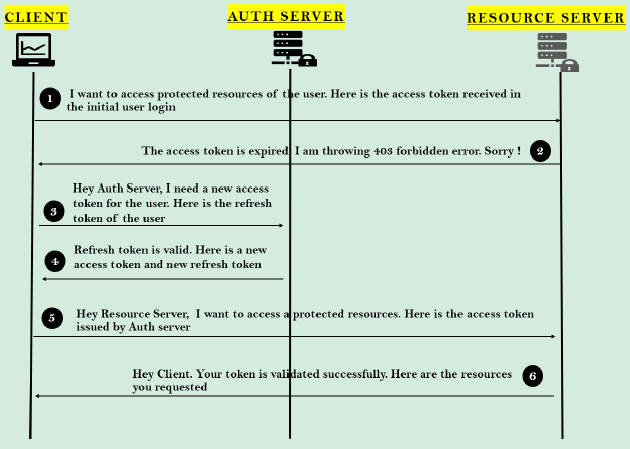 CLIENT
AUTH SERVER
RESOURCE SERVER
1
I want to access protected resources of the user. Here is the access token received in
the initial user login
The access token is expired. I am throwing 403 forbidden error. Sorry !
2
Hey Auth Server, I need a new access
token for the user. Here is the refresh
token of the user
3
Refresh token is valid. Here is a new
access token and new refresh token
4
5
Hey Resource Server, I want to access a protected resources. Here is the access token
issued by Auth server
Hey Client. Your token is validated successfully. Here are the resources
you requested
6